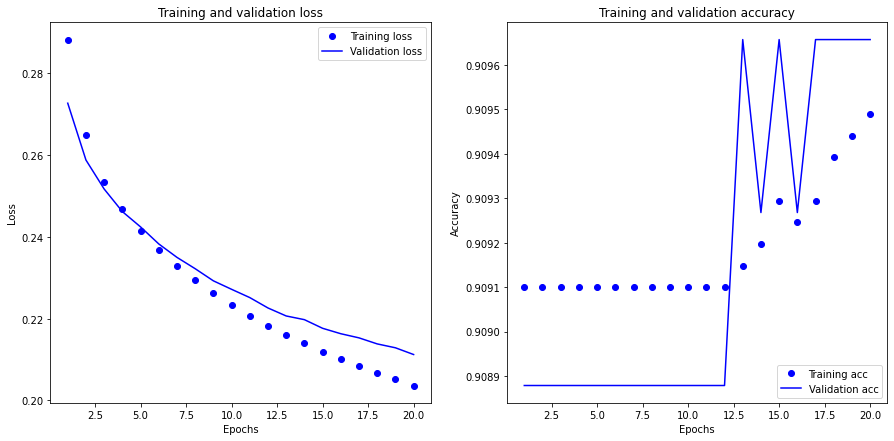 Training and validation loss
Training loss
Validation loss
0.28
0.26
0.24
0.22
0.20
Loss
2.5 5.0 7.5 10.0 12.5 15.0 17.5 20.0
Epochs
Training and validation accuracy
0.9096
0.9095
0.9094
0.9093
0.9092
0.9091
0.9090
0.9089
Accuracy
Training acc
Validation acc
2.5 5.0 7.5 10.0 12.5 15.0 17.5 20.0
Epochs